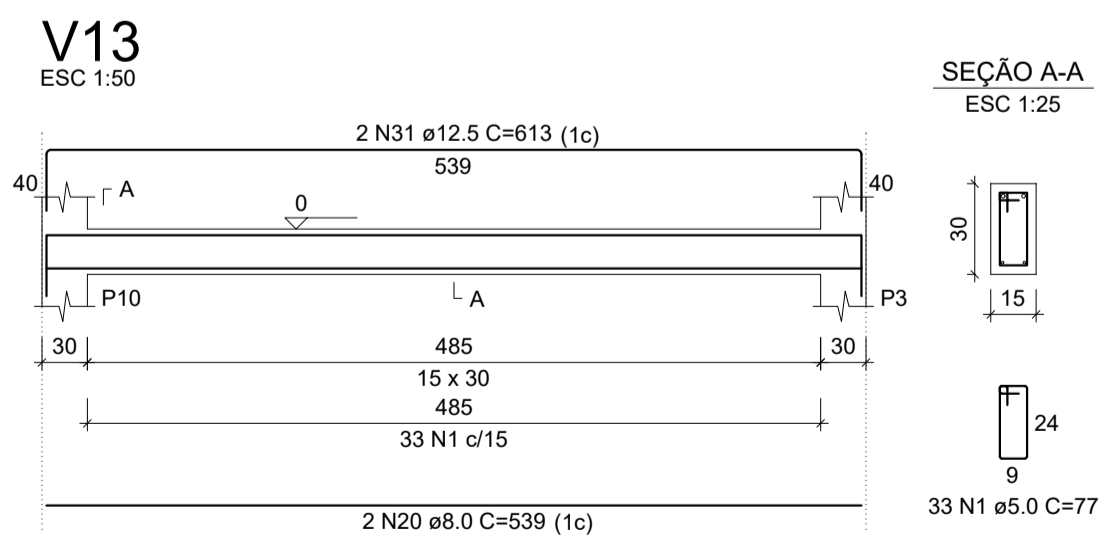 V13
ESC 1:50
SEÇÃO A-A
ESC 1:25
2 N31 ø12.5 C=613 (1c)
539
40
A
40
0
30
P10
A
P3
15
30
485
30
15 x 30
485
33 N1 c/15
24
9
33 N1 ø5.0 C=77
2 N20 ø8.0 C=539 (1c)